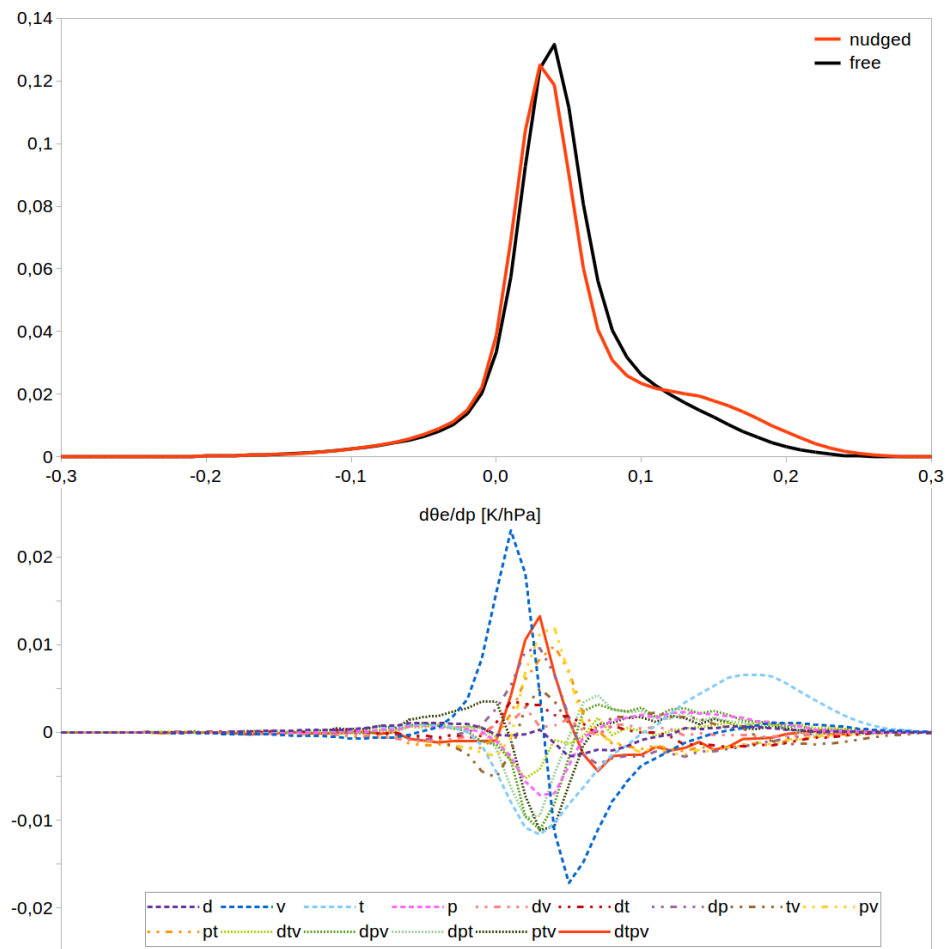 0,14
nudged
free
0,12
0,1
0,08
0,06
0,04
0,02
0
-0,3 -0,2 -0,1 0,0 0,1 0,2 0,3
dθe/dp [K/hPa]
0,02
0,01
0
-0,01
-0,02
d v t p dv dt dp tv pv
pt dtv dpv dpt ptv dtpv